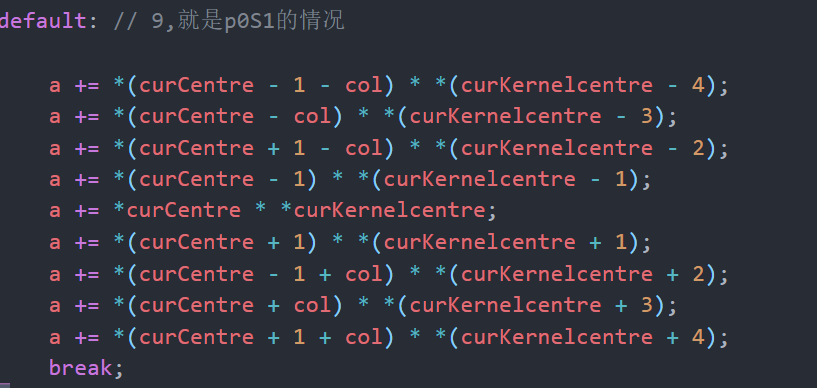 default: // 9,就是p0S1的情况
a += *(curCentre - 1 - col) * *(curKernelcentre - 4);
a += *(curCentre - col) * *(curKernelcentre - 3);
a += *(curCentre + 1 - col) * *(curKernelcentre - 2);
a += *(curCentre - 1) * *(curKernelcentre - 1);
a += *curCentre * *curKernelcentre;
a += *(curCentre + 1) * *(curKernelcentre + 1);
a += *(curCentre - 1 + col) * *(curKernelcentre + 2);
a += *(curCentre + col) * *(curKernelcentre + 3);
a += *(curCentre + 1 + col) * *(curKernelcentre + 4);
break;